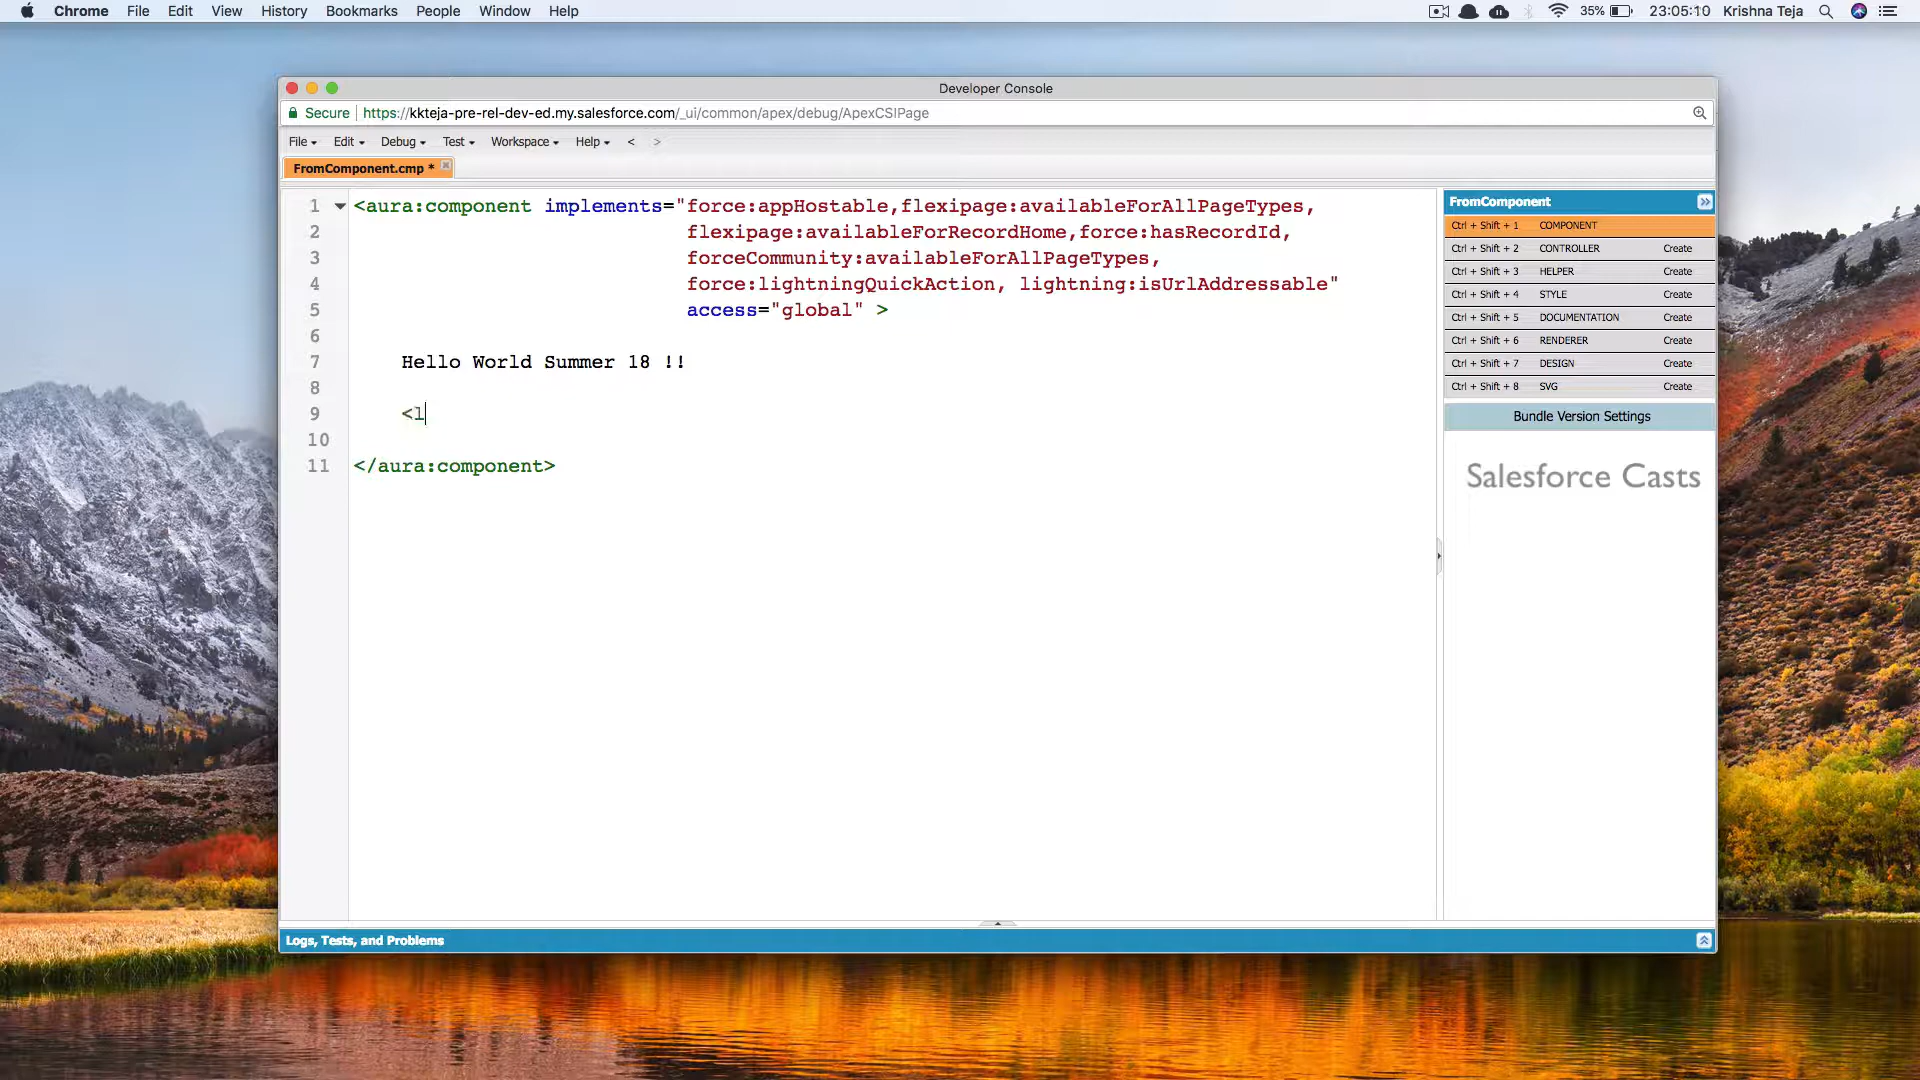 Chrome File Edit View History Bookmarks People Window Help 35% 23:05:10 Krishna Teja
Developer Console
Secure https://kkteja-pre-rel-dev-ed.my.salesforce.com/_ui/common/apex/debug/ApexCSIPage
File Edit Debug Test Workspace Help < >
FromComponent.cmp *
1 <aura:component implements="force:appHostable,flexipage:availableForAllPageTypes,
2 flexipage:availableForRecordHome,force:hasRecordId,
3 forceCommunity:availableForAllPageTypes,
4 force:lightningQuickAction, lightning:isUrlAddressable"
5 access="global" >
6
7 Hello World Summer 18 !!
8
9 <l
10
11 </aura:component>
FromComponent
Ctrl + Shift + 1 COMPONENT
Ctrl + Shift + 2 CONTROLLER Create
Ctrl + Shift + 3 HELPER Create
Ctrl + Shift + 4 STYLE Create
Ctrl + Shift + 5 DOCUMENTATION Create
Ctrl + Shift + 6 RENDERER Create
Ctrl + Shift + 7 DESIGN Create
Ctrl + Shift + 8 SVG Create
Bundle Version Settings
Salesforce Casts
Logs, Tests, and Problems